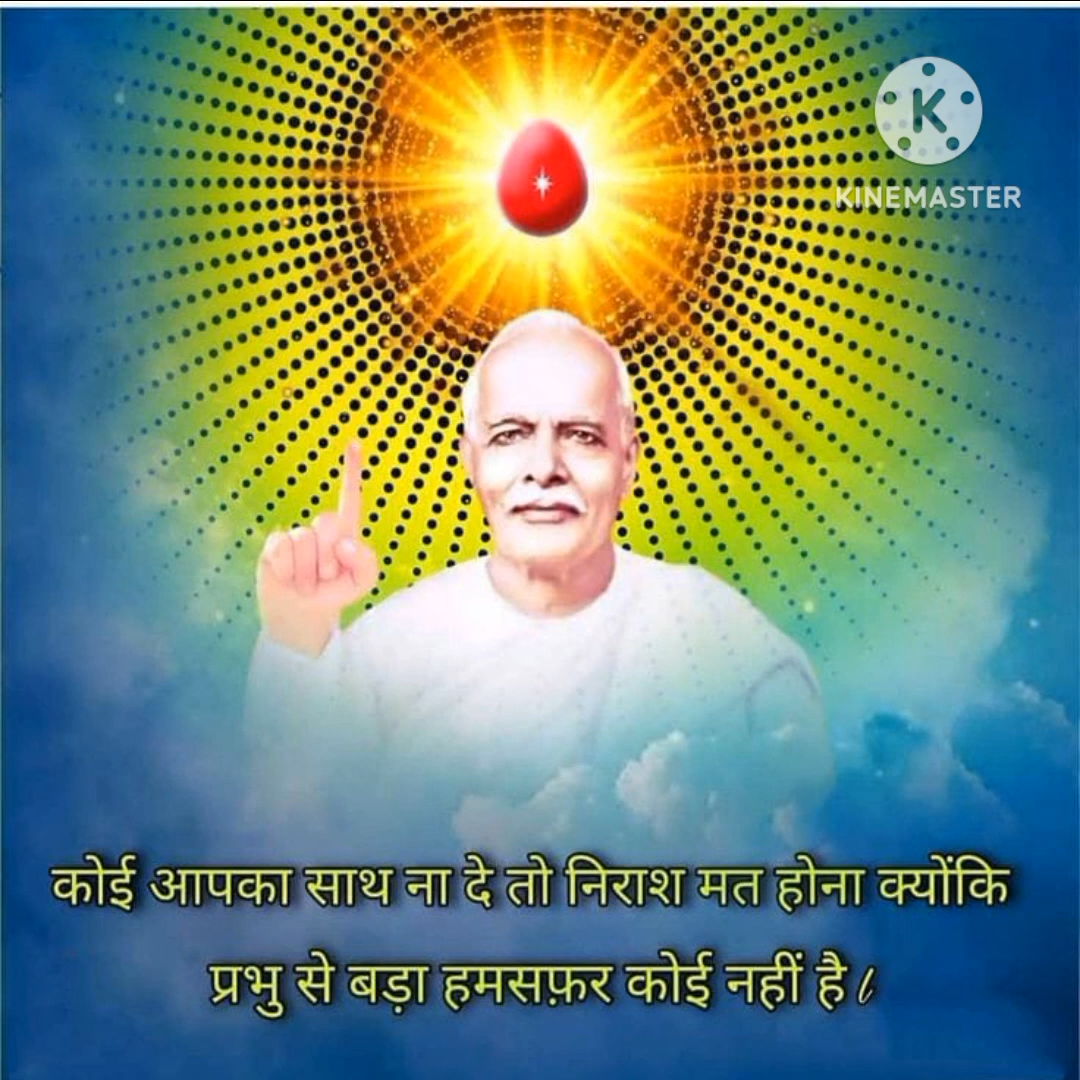 K
KINEMASTER
कोई आपका साथ ना दे तो निराश मत होना क्योंकि
प्रभु से बड़ा हमसफ़र कोई नहीं है।